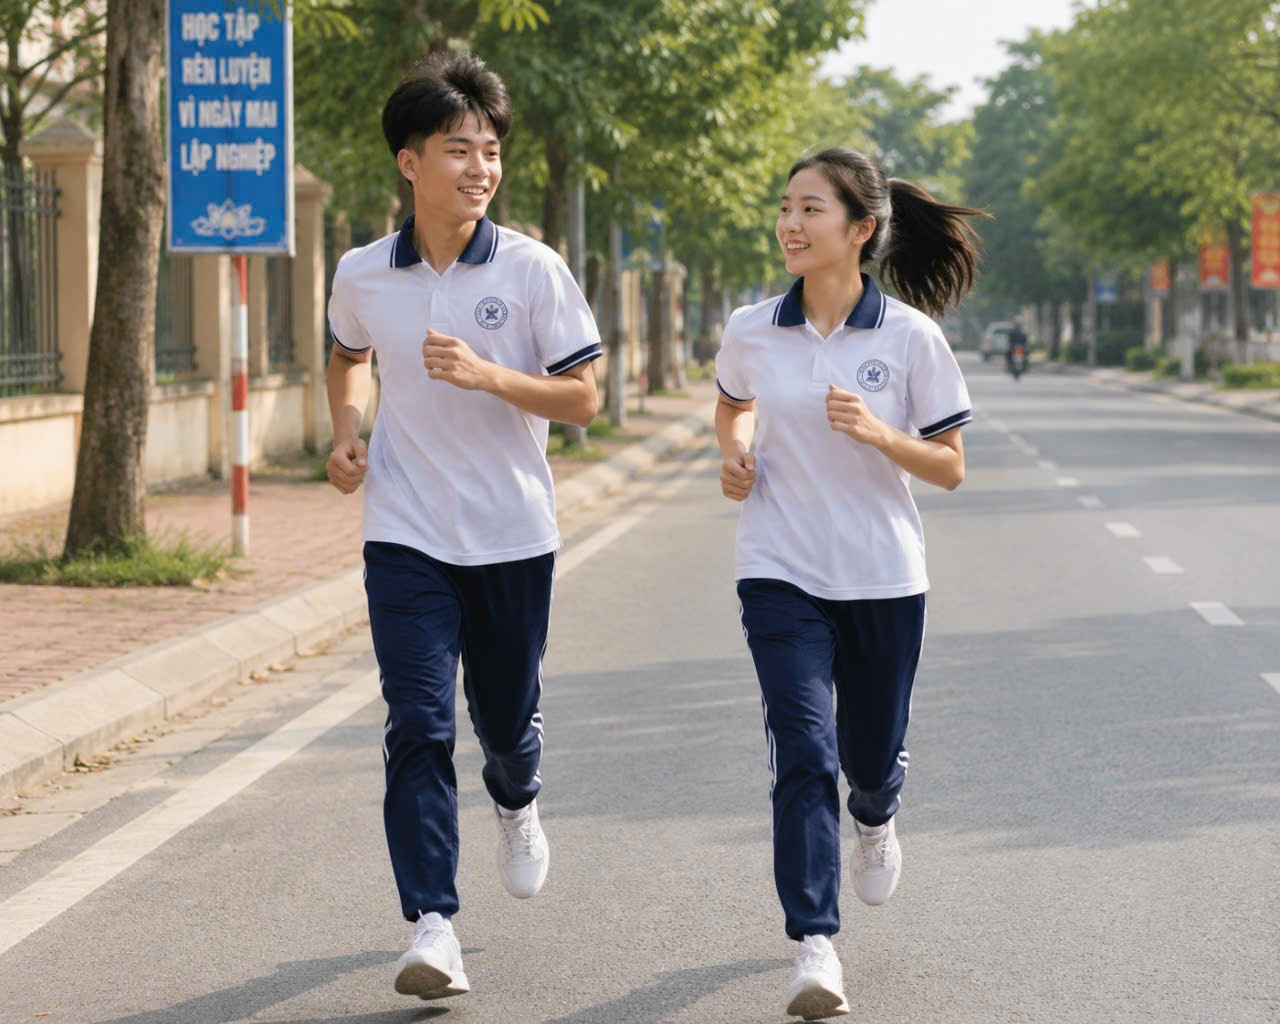 HỌC TẬP
RÈN LUYỆN
VÌ NGÀY MAI
LẬP NGHIỆP